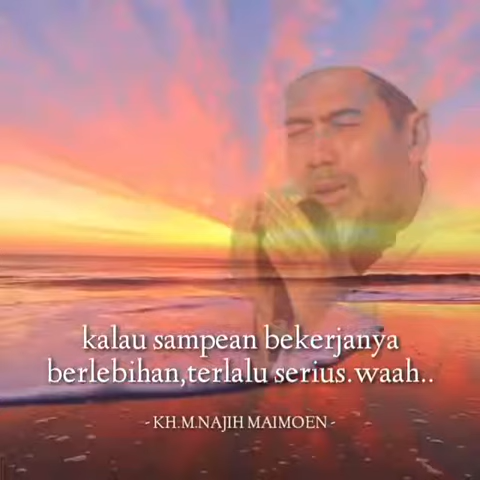 kalau sampean bekerjanya
berlebihan,terlalu serius.waah..
- KH.M.NAJIH MAIMOEN -